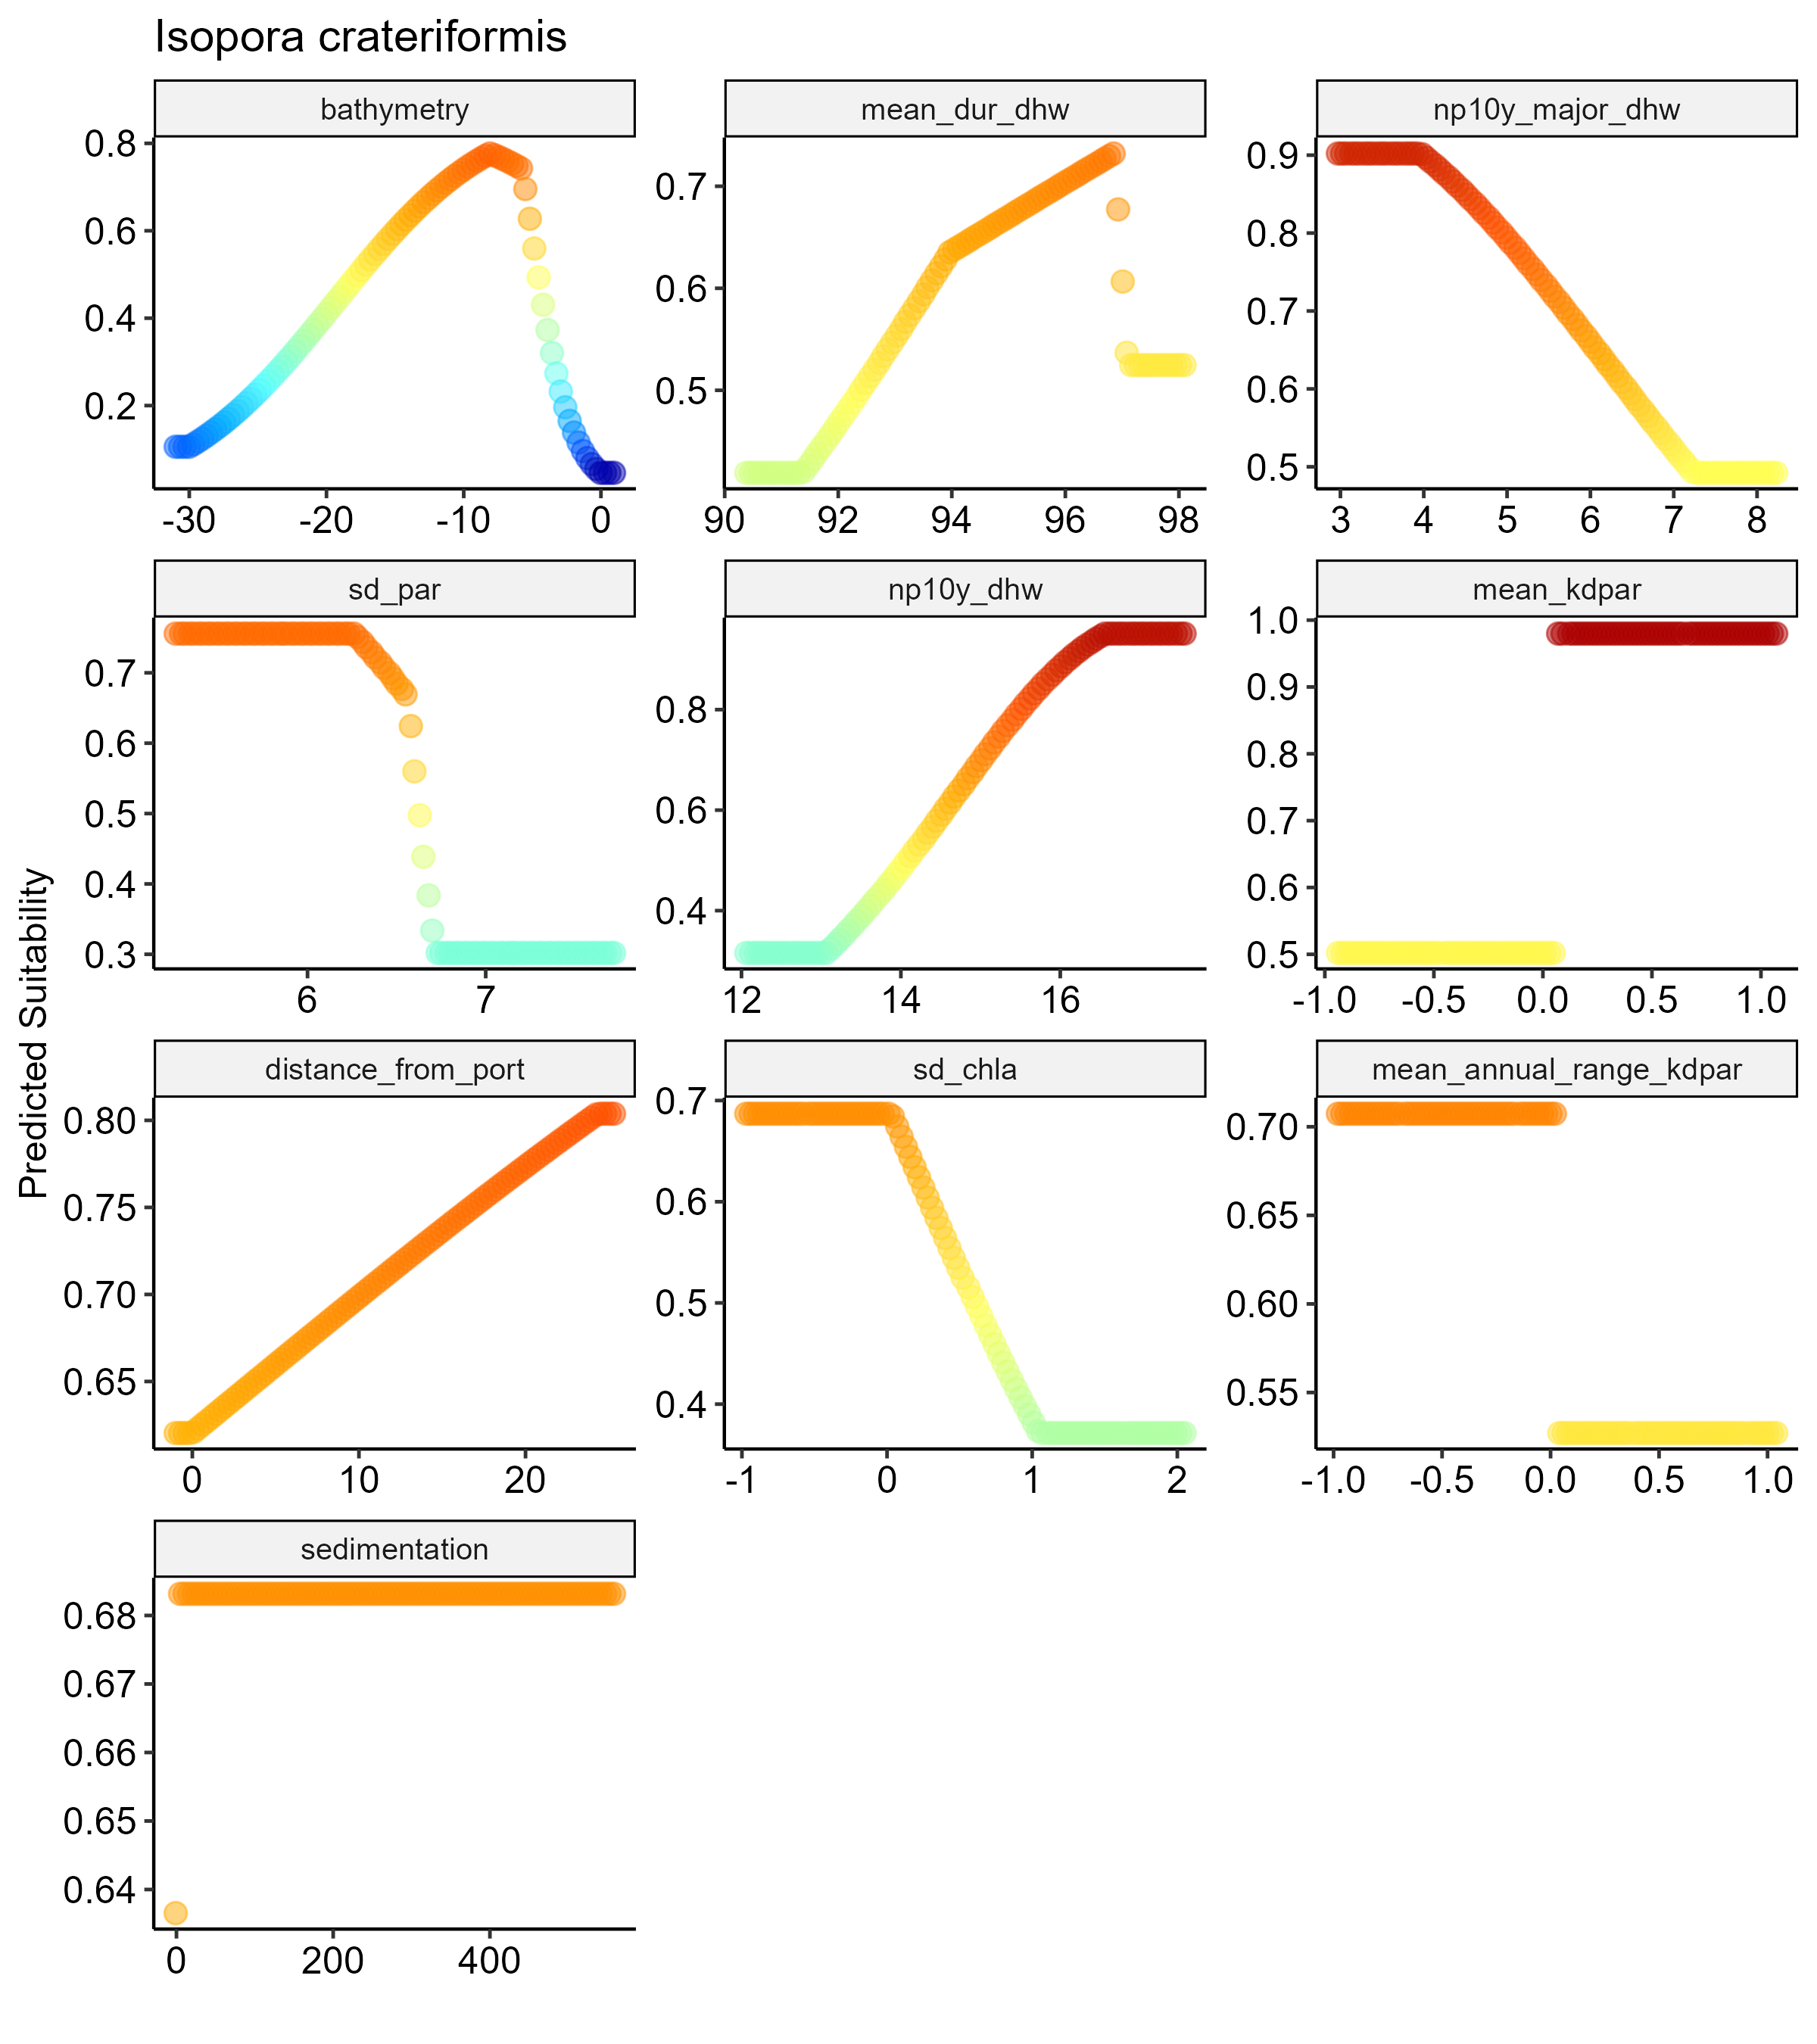 Isopora crateriformis
bathymetry
mean_dur_dhw
np10y_major_dhw
0.8
0.6
0.4
0.2
0.7
0.6
0.5
0.9
0.8
0.7
0.6
0.5
-30 -20 -10 0
90 92 94 96 98
3 4 5 6 7 8
sd_par
np10y_dhw
mean_kdpar
0.7
0.6
0.5
0.4
0.3
0.8
0.6
0.4
1.0
0.9
0.8
0.7
0.6
0.5
6 7
12 14 16
-1.0 -0.5 0.0 0.5 1.0
Predicted Suitability
distance_from_port
sd_chla
mean_annual_range_kdpar
0.80
0.75
0.70
0.65
0.7
0.6
0.5
0.4
0.70
0.65
0.60
0.55
0 10 20
-1 0 1 2
-1.0 -0.5 0.0 0.5 1.0
sedimentation
0.68
0.67
0.66
0.65
0.64
0 200 400